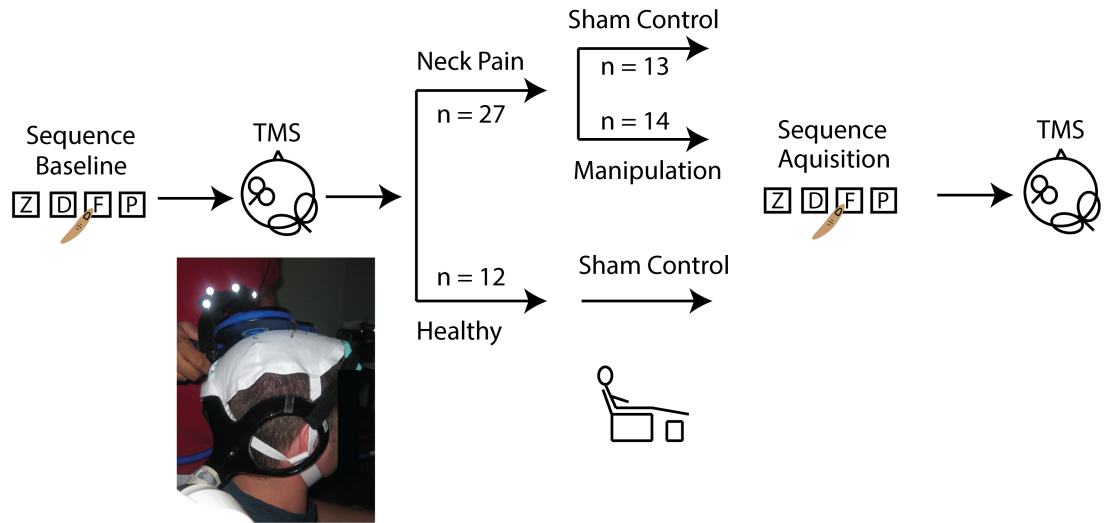 Sequence
Baseline
Z D F P
TMS
Neck Pain
n = 27
n = 12
Healthy
Sham Control
n = 13
n = 14
Manipulation
Sham Control
Sequence
Aquisition
Z D F P
TMS